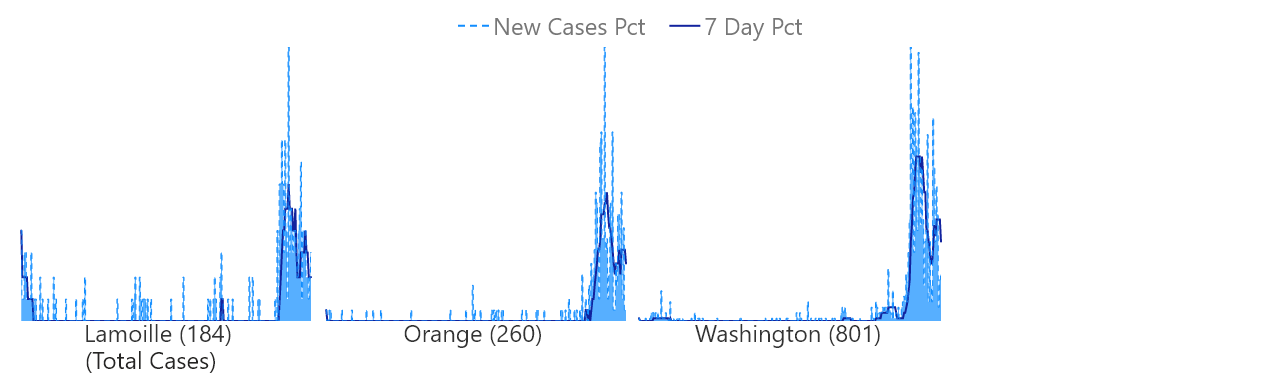 New Cases Pct 7 Day Pct
Lamoille (184) Orange (260) Washington (801)
(Total Cases)